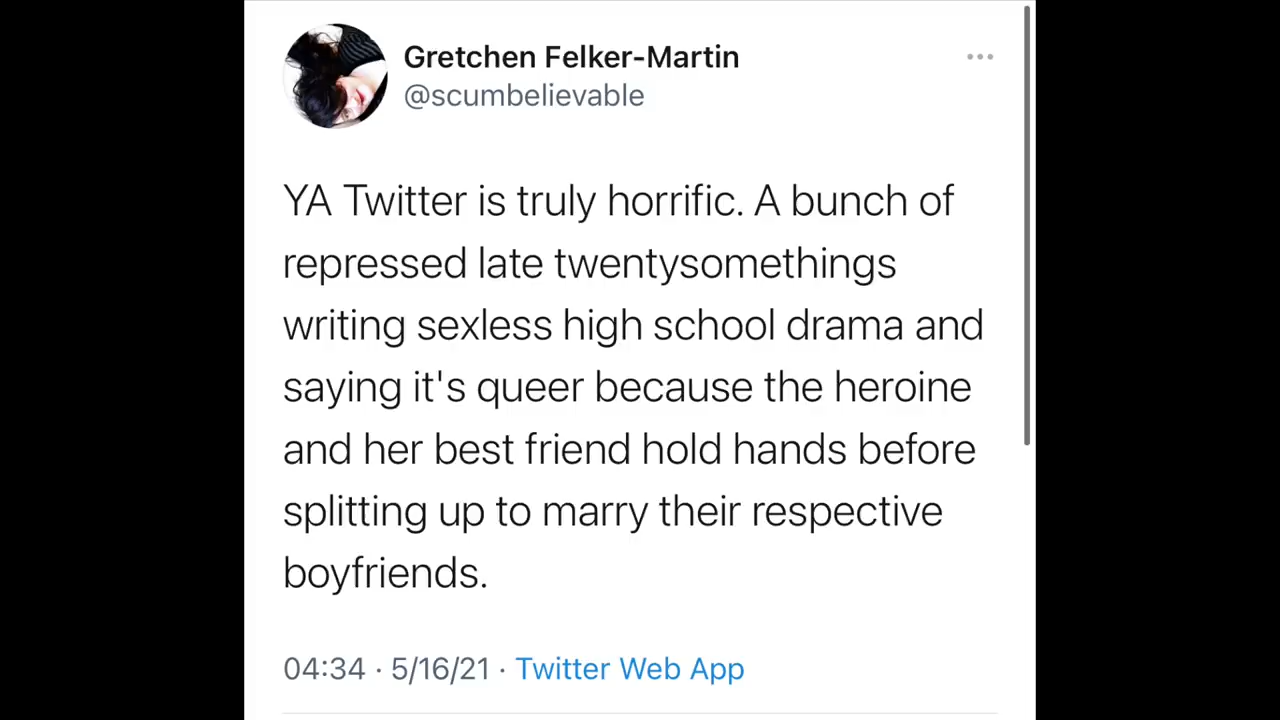 Gretchen Felker-Martin
@scumbelievable
YA Twitter is truly horrific. A bunch of
repressed late twentysomethings
writing sexless high school drama and
saying it's queer because the heroine
and her best friend hold hands before
splitting up to marry their respective
boyfriends.
04:34 · 5/16/21 · Twitter Web App